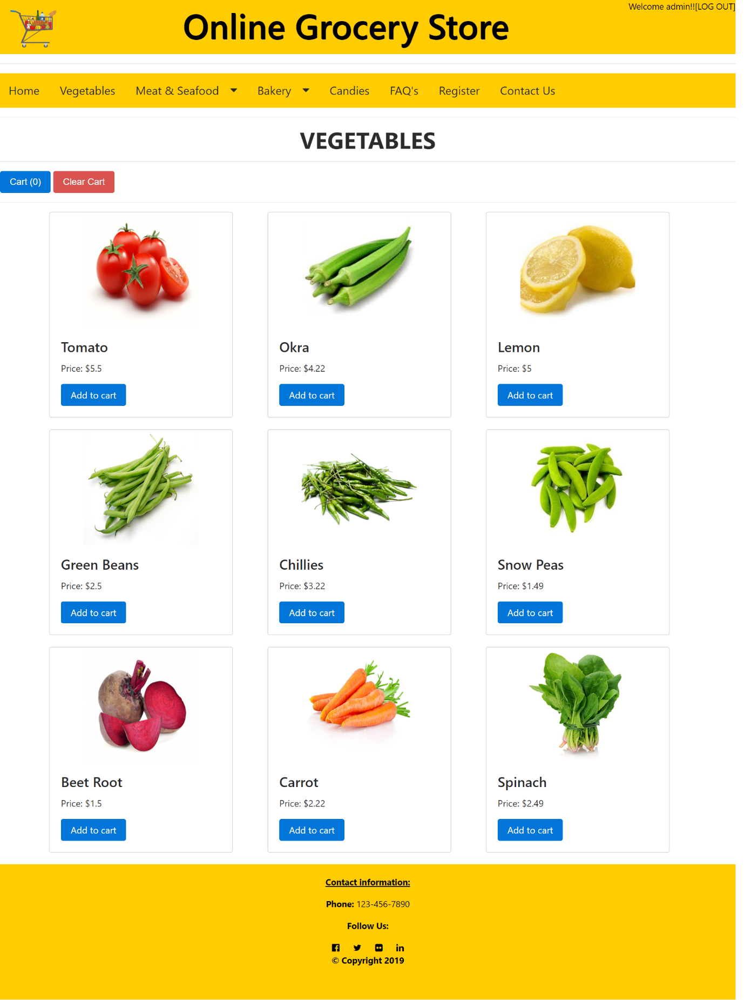 Welcome admin!![LOG OUT]
Online Grocery Store
Home Vegetables Meat & Seafood Bakery Candies FAQ's Register Contact Us
VEGETABLES
Cart (0) Clear Cart
Tomato
Price: $5.5
Add to cart
Okra
Price: $4.22
Add to cart
Lemon
Price: $5
Add to cart
Green Beans
Price: $2.5
Add to cart
Chillies
Price: $3.22
Add to cart
Snow Peas
Price: $1.49
Add to cart
Beet Root
Price: $1.5
Add to cart
Carrot
Price: $2.22
Add to cart
Spinach
Price: $2.49
Add to cart
Contact information:
Phone: 123-456-7890
Follow Us:
© Copyright 2019